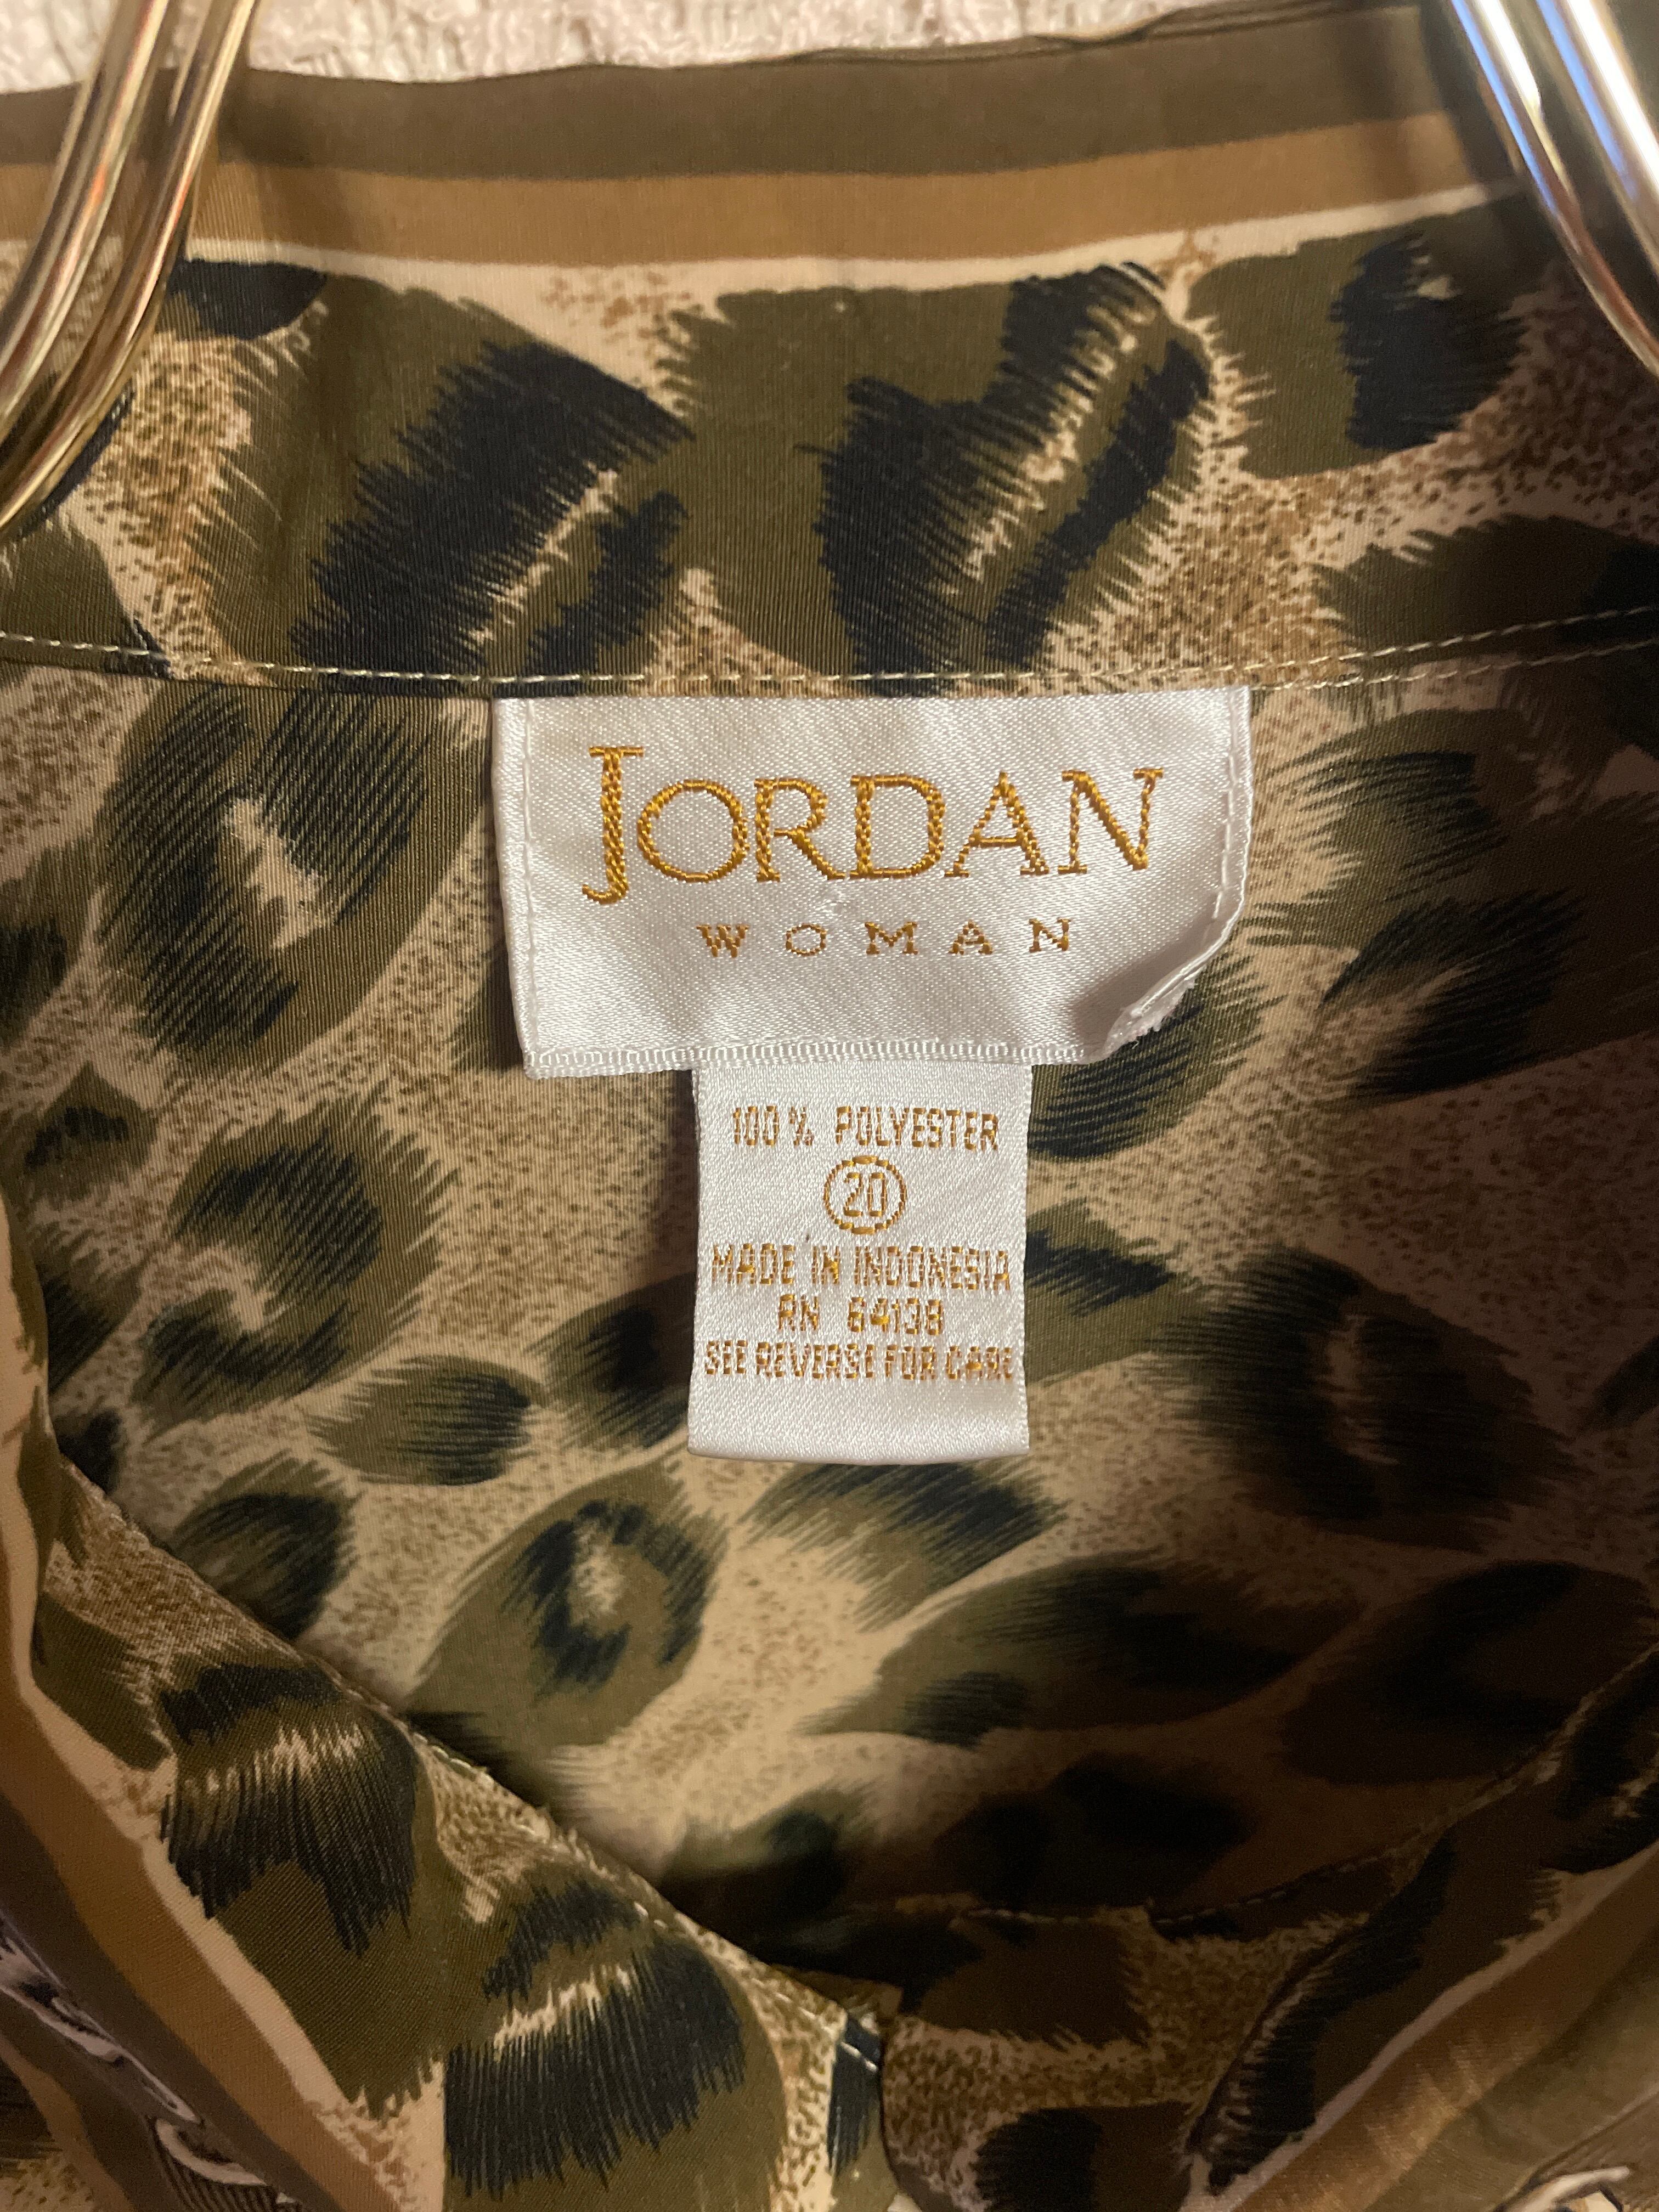 JORDAN
WOMAN
100% POLYESTER
20
MADE IN INDONESIA
RN 64138
SEE REVERSE FOR CARE